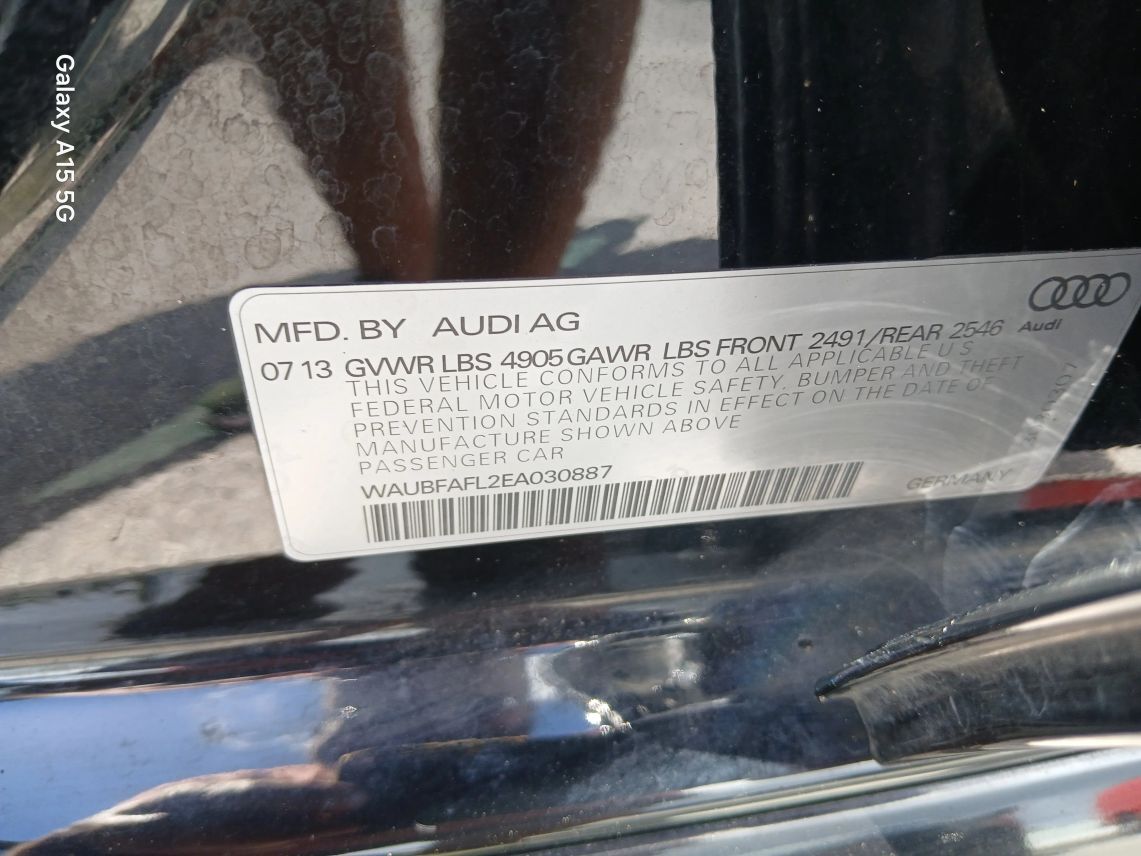 Galaxy A15 5G
MFD. BY AUDI AG
Audi
07 13 GVWR LBS 4905 GAWR LBS FRONT 2491/REAR 2546
THIS VEHICLE CONFORMS TO ALL APPLICABLE U S
FEDERAL MOTOR VEHICLE SAFETY, BUMPER AND THEFT
PREVENTION STANDARDS IN EFFECT ON THE DATE OF
MANUFACTURE SHOWN ABOVE
PASSENGER CAR
WAUBFAFL2EA030887
GERMANY